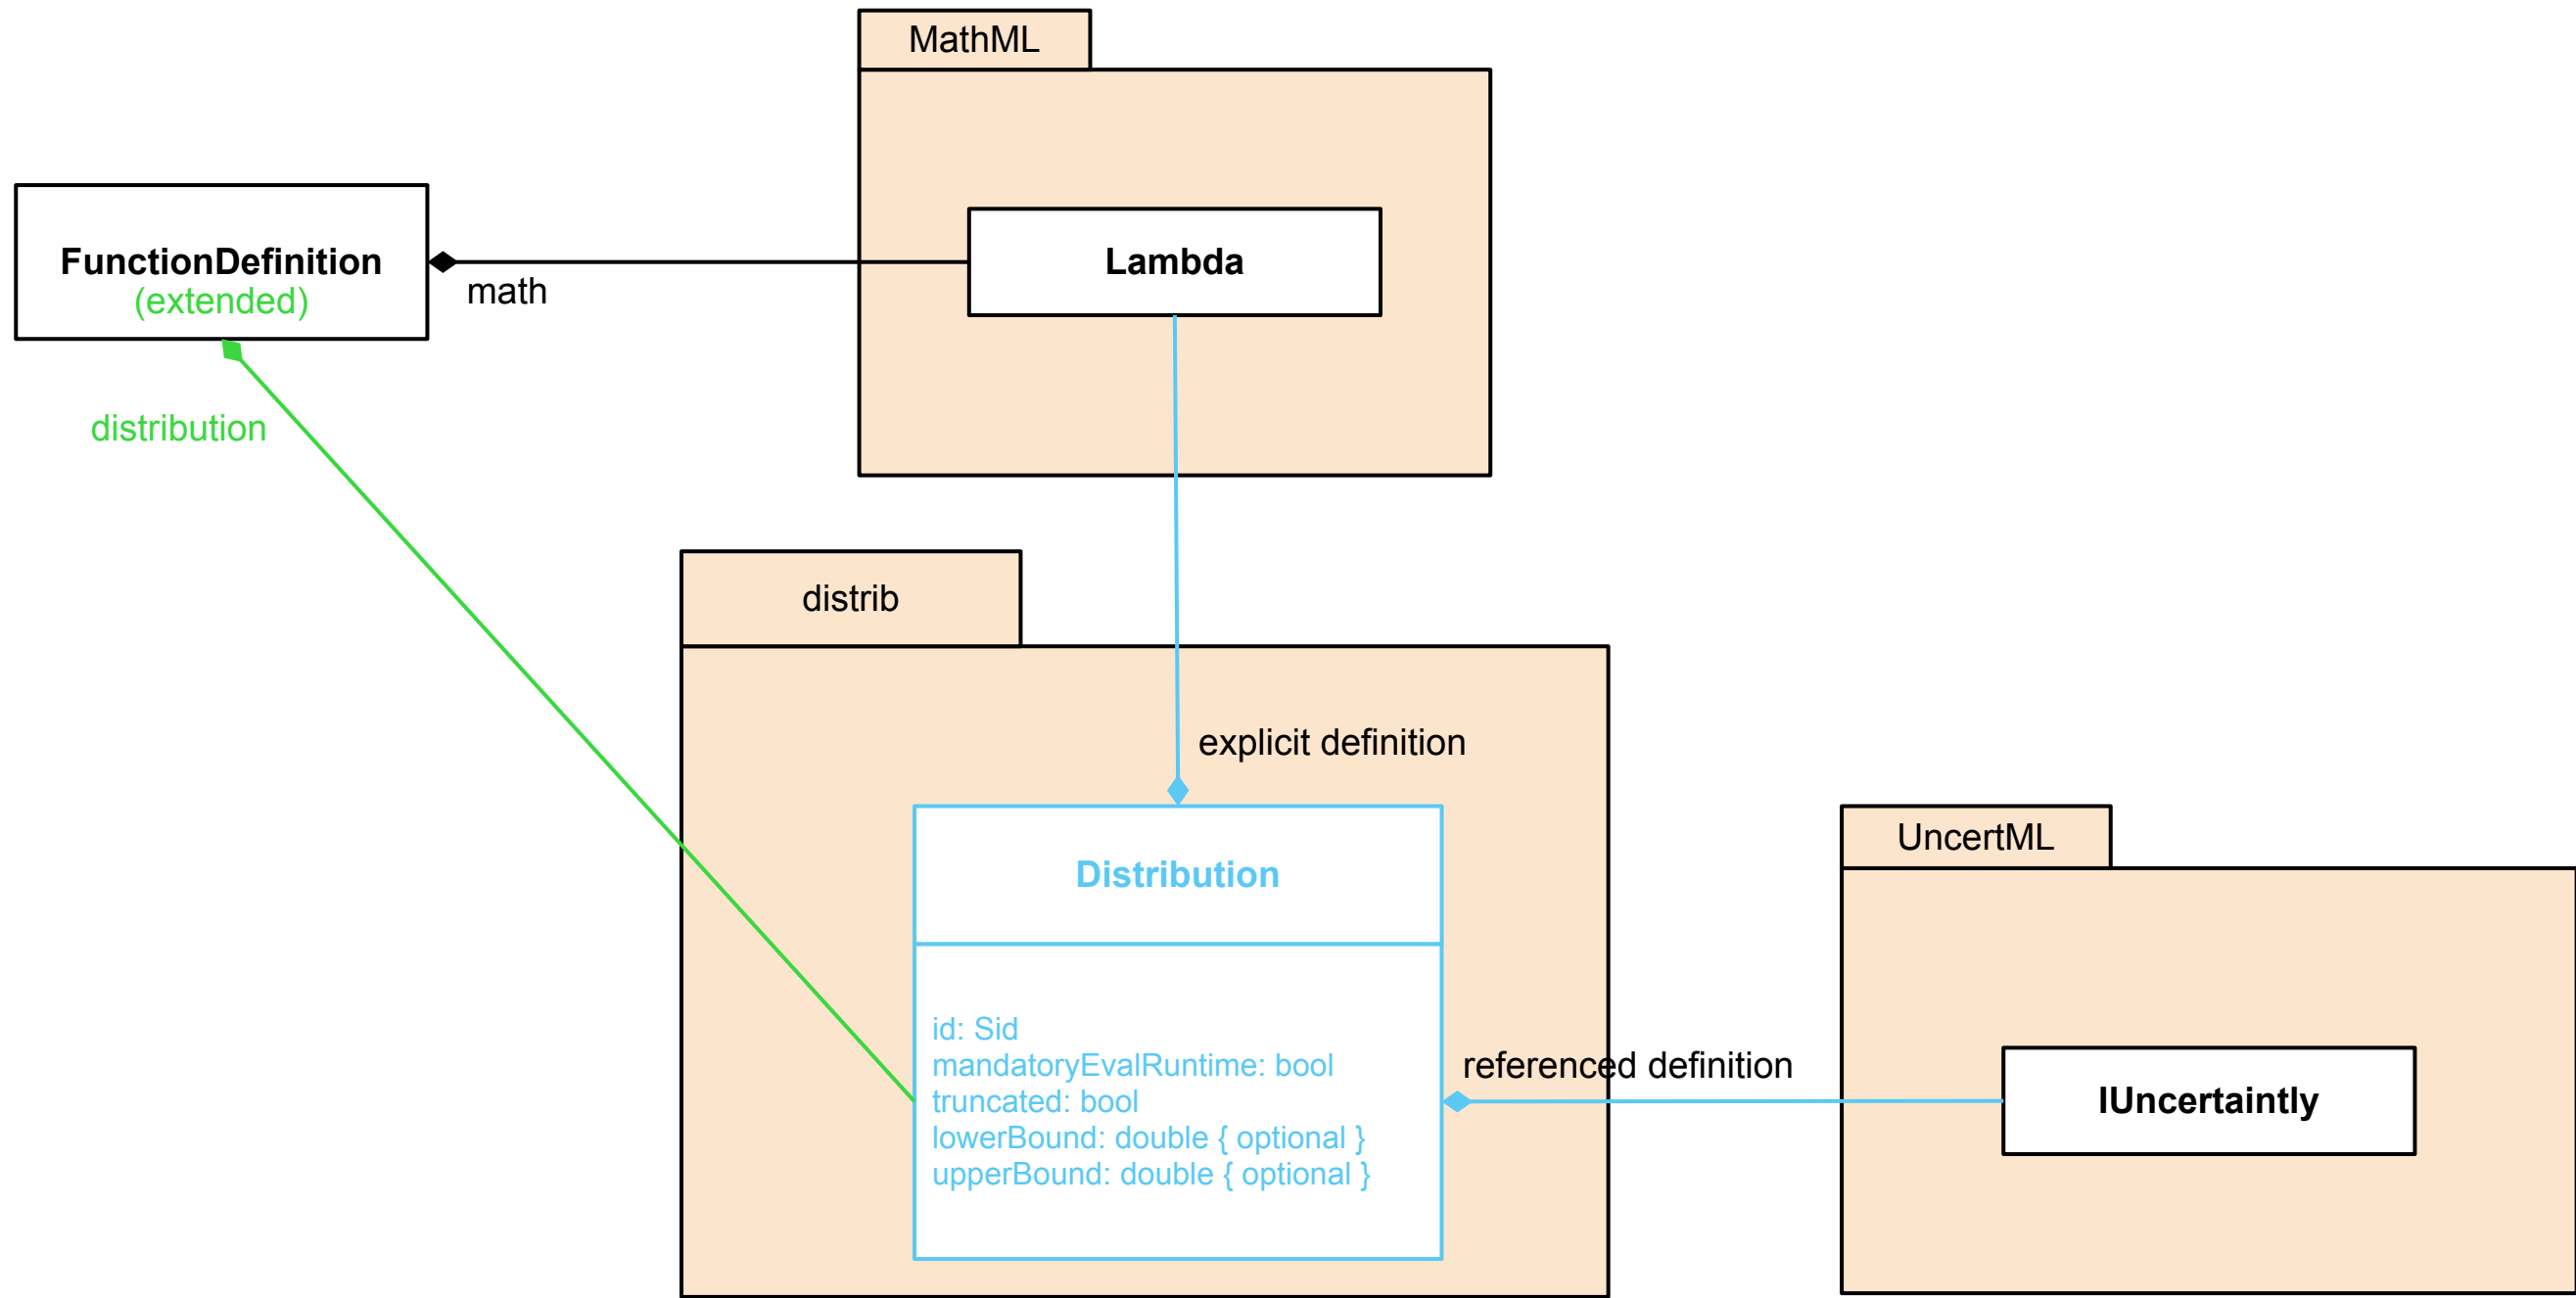 MathML
FunctionDefinition
(extended)
math
Lambda
distribution
distrib
explicit definition
Distribution
UncertML
id: Sid
mandatoryEvalRuntime: bool
truncated: bool
lowerBound: double { optional }
upperBound: double { optional }
referenced definition
IUncertaintly